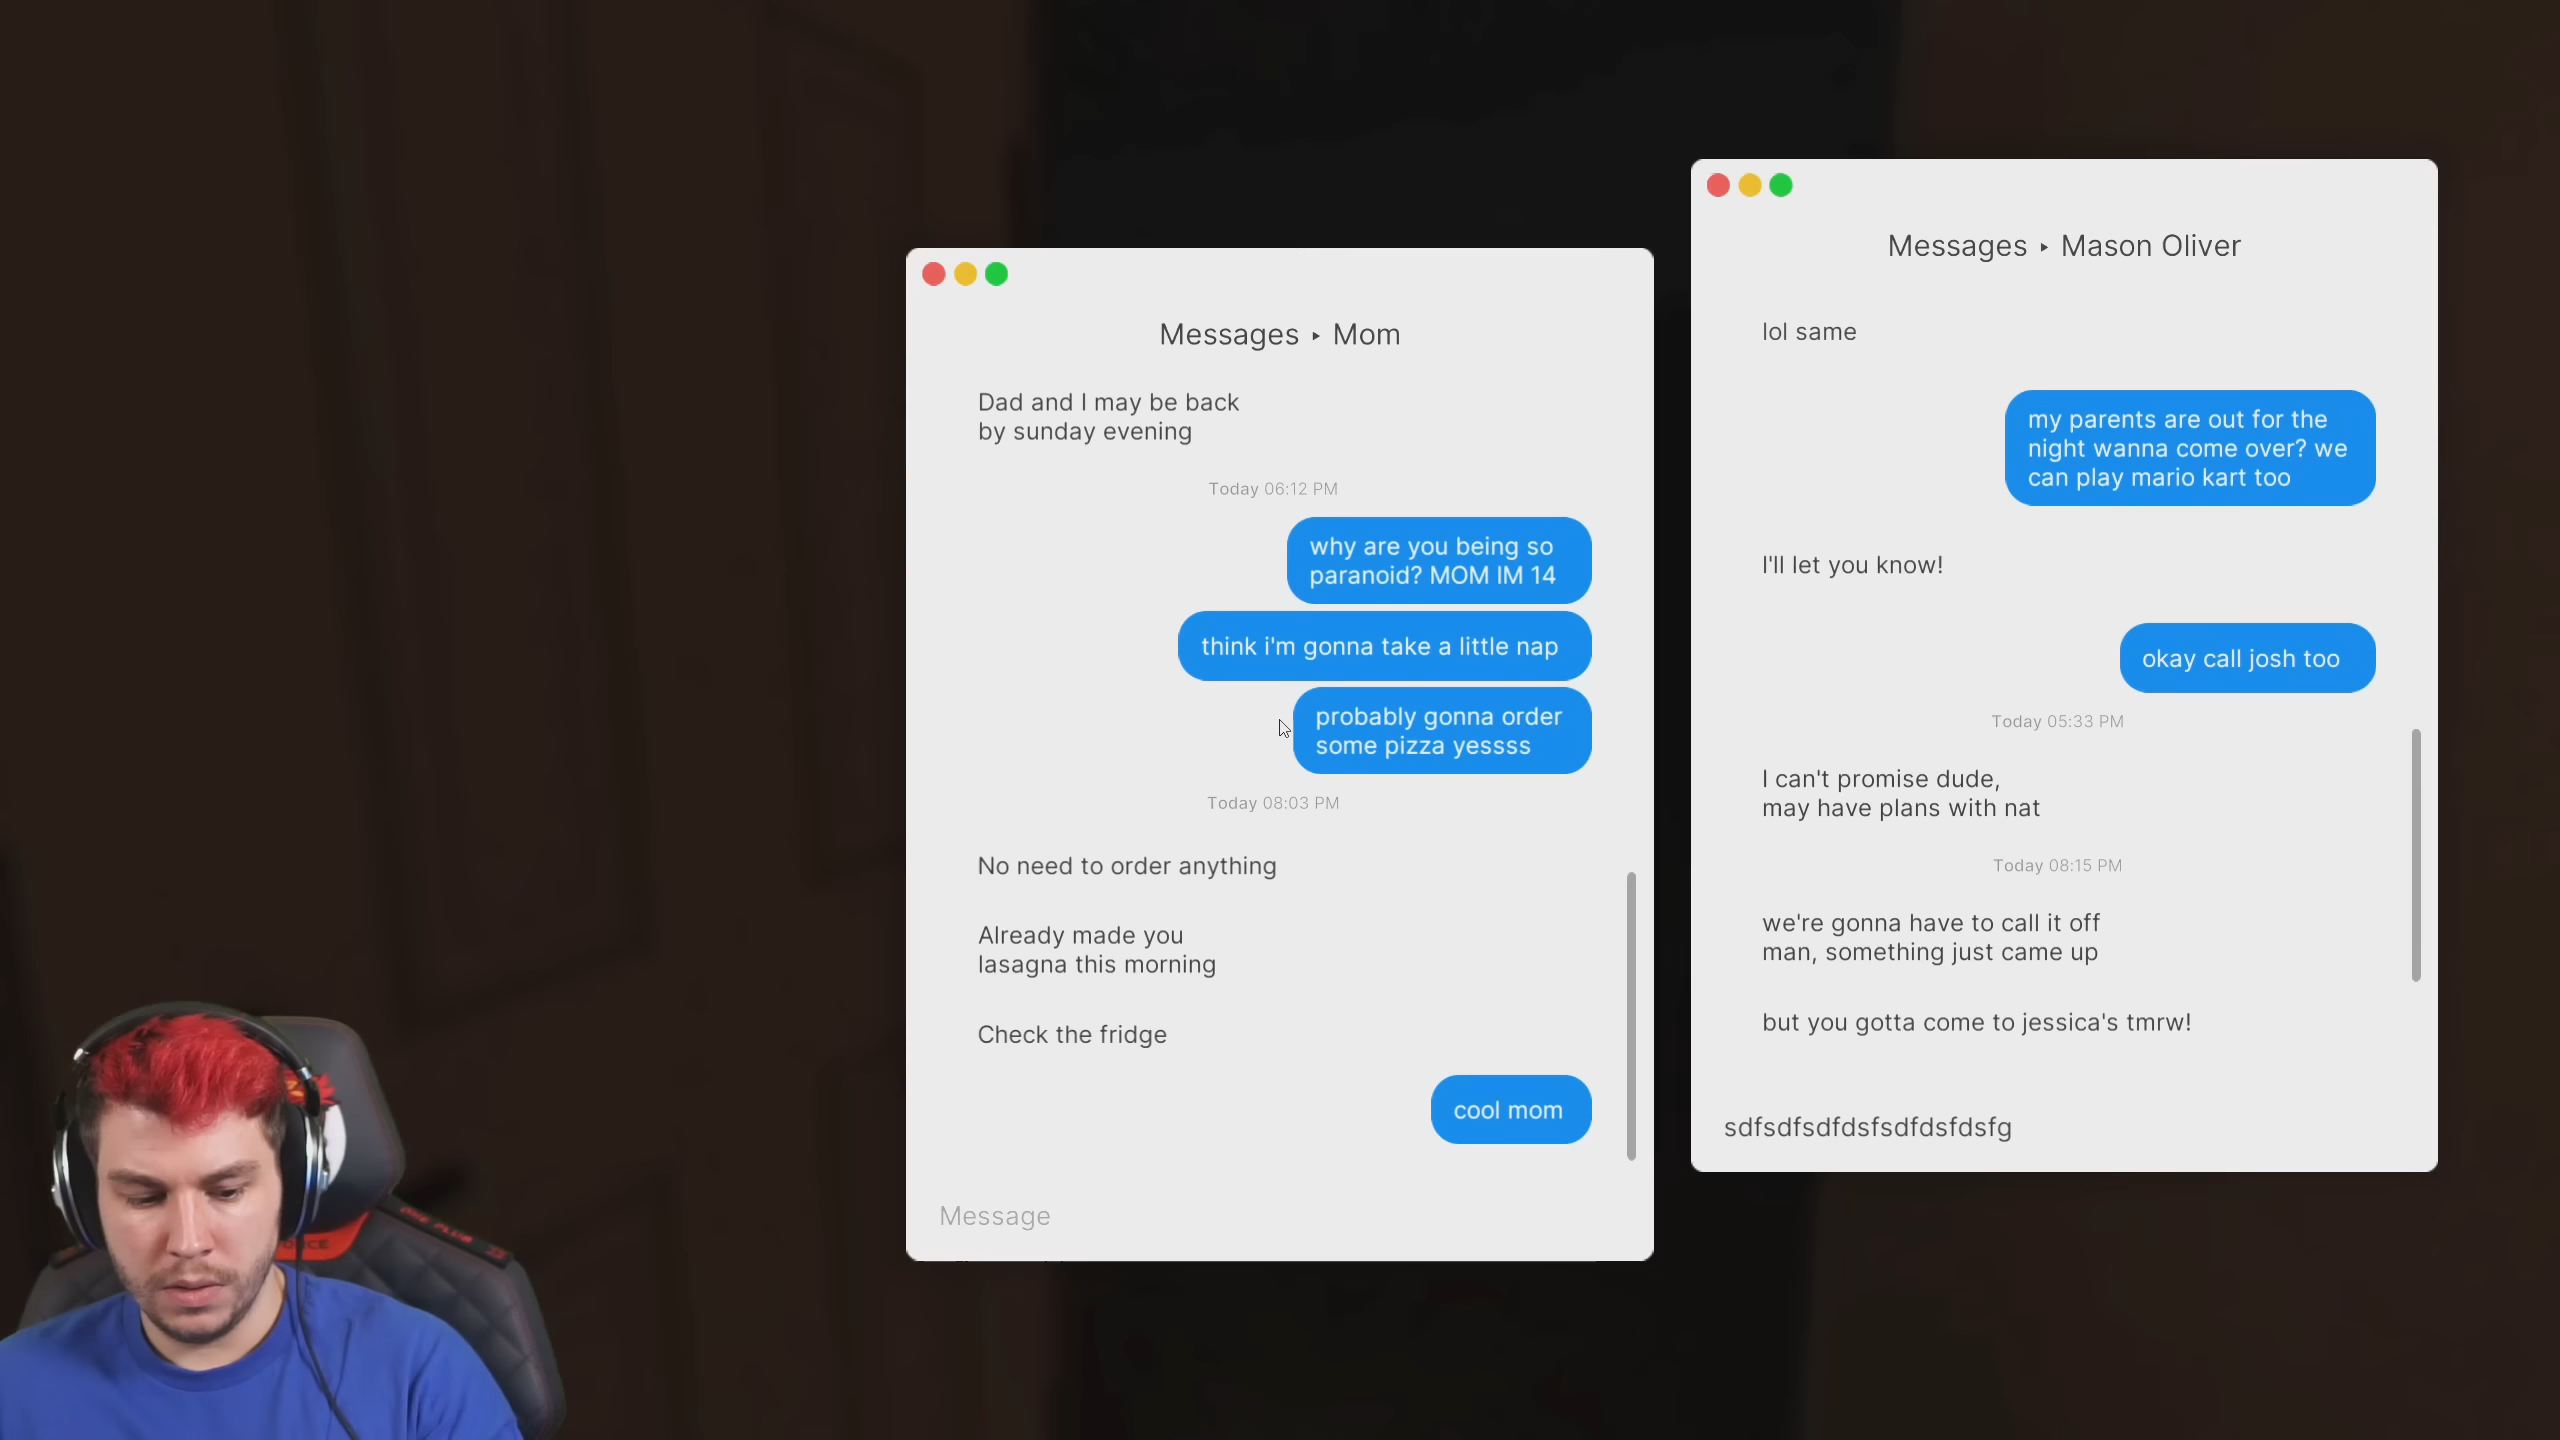 Messages ▸ Mom
Dad and I may be back
by sunday evening
Today 06:12 PM
why are you being so
paranoid? MOM IM 14
think i'm gonna take a little nap
probably gonna order
some pizza yessss
Today 08:03 PM
No need to order anything
Already made you
lasagna this morning
Check the fridge
cool mom
Message
Messages ▸ Mason Oliver
lol same
my parents are out for the
night wanna come over? we
can play mario kart too
I'll let you know!
okay call josh too
Today 05:33 PM
I can't promise dude,
may have plans with nat
Today 08:15 PM
we're gonna have to call it off
man, something just came up
but you gotta come to jessica's tmrw!
sdfsdfsdfdsfsdfdsfdsfg